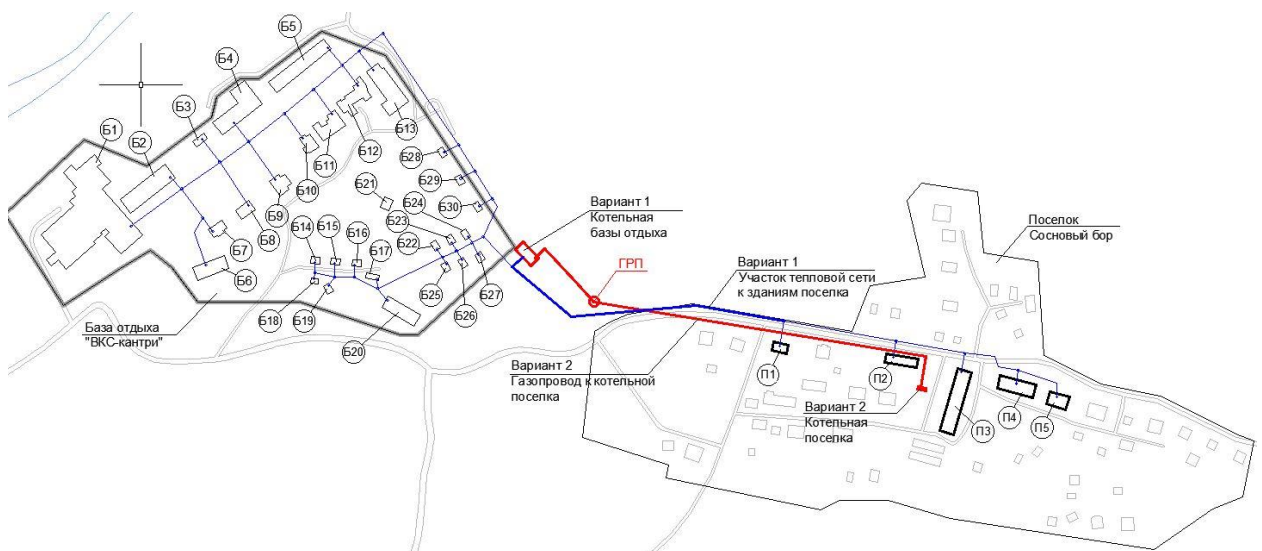 Б1
Б2
Б3
Б4
Б5
Б6
Б7
Б8
Б9
Б10
Б11
Б12
Б13
Б14
Б15
Б16
Б17
Б18
Б19
Б20
Б21
Б22
Б23
Б24
Б25
Б26
Б27
Б28
Б29
Б30
База отдыха
"ВКС-кантри"
Вариант 1
Котельная
базы отдыха
ГРП
Вариант 1
Участок тепловой сети
к зданиям поселка
Поселок
Сосновый бор
Вариант 2
Газопровод к котельной
поселка
Вариант 2
Котельная
поселка
П1
П2
П3
П4
П5